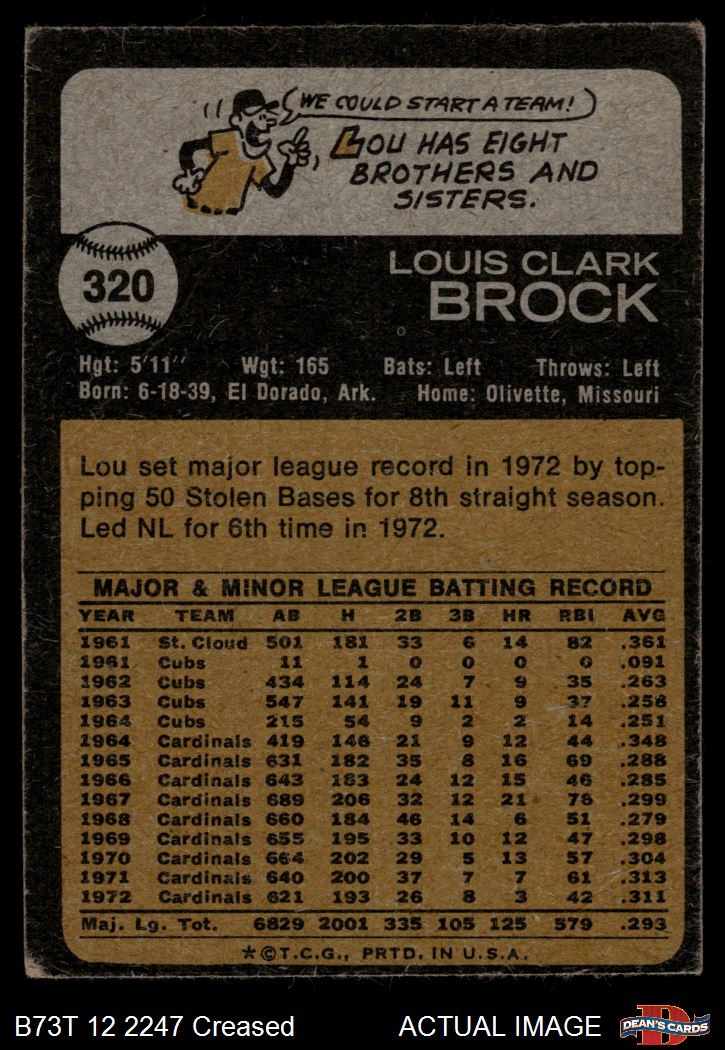 WE COULD START A TEAM!
LOU HAS EIGHT
BROTHERS AND
SISTERS.
320
LOUIS CLARK
BROCK
Hgt: 5'11" Wgt: 165 Bats: Left Throws: Left
Born: 6-18-39, El Dorado, Ark. Home: Olivette, Missouri
Lou set major league record in 1972 by top-
ping 50 Stolen Bases for 8th straight season.
Led NL for 6th time in 1972.
MAJOR & MINOR LEAGUE BATTING RECORD
YEAR TEAM AB H 2B 3B HR RBI AVG
1961 St. Cloud 501 181 33 6 14 82 .361
1961 Cubs 11 1 0 0 0 0 .091
1962 Cubs 434 114 24 7 9 35 .263
1963 Cubs 547 141 19 11 9 37 .258
1964 Cubs 215 54 9 2 2 14 .251
1964 Cardinals 419 146 21 9 12 44 .348
1965 Cardinals 631 182 35 8 16 69 .288
1966 Cardinals 643 183 24 12 15 46 .285
1967 Cardinals 689 206 32 12 21 76 .299
1968 Cardinals 660 184 46 14 6 51 .279
1969 Cardinals 655 195 33 10 12 47 .298
1970 Cardinals 664 202 29 5 13 57 .304
1971 Cardinals 640 200 37 7 7 61 .313
1972 Cardinals 621 193 26 8 3 42 .311
Maj. Lg. Tot. 6829 2001 335 105 125 579 .293
*©T.C.G., PRTD. IN U.S.A.
B73T 12 2247 Creased ACTUAL IMAGE D DEAN'S CARDS